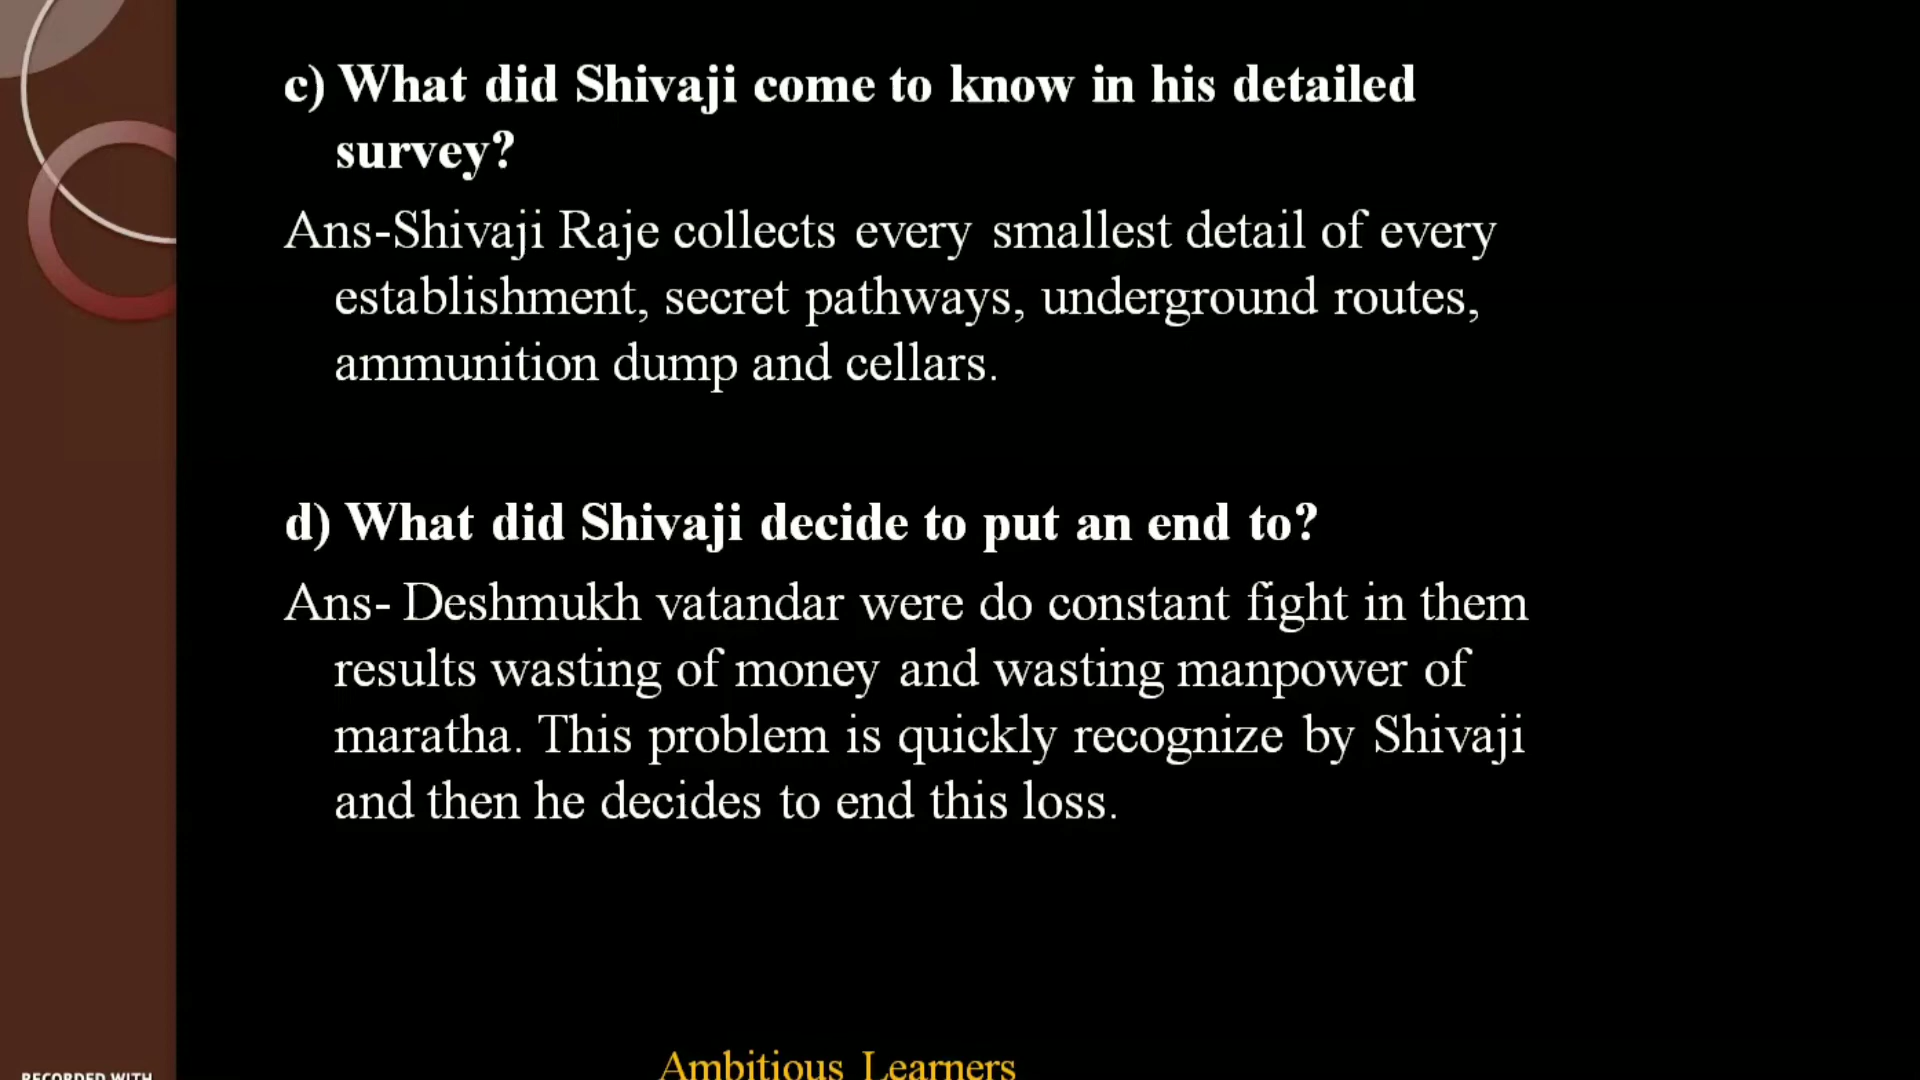 c) What did Shivaji come to know in his detailed
survey?
Ans-Shivaji Raje collects every smallest detail of every
establishment, secret pathways, underground routes,
ammunition dump and cellars.
d) What did Shivaji decide to put an end to?
Ans- Deshmukh vatandar were do constant fight in them
results wasting of money and wasting manpower of
maratha. This problem is quickly recognize by Shivaji
and then he decides to end this loss.
Ambitious Learners
RECORDED WITH